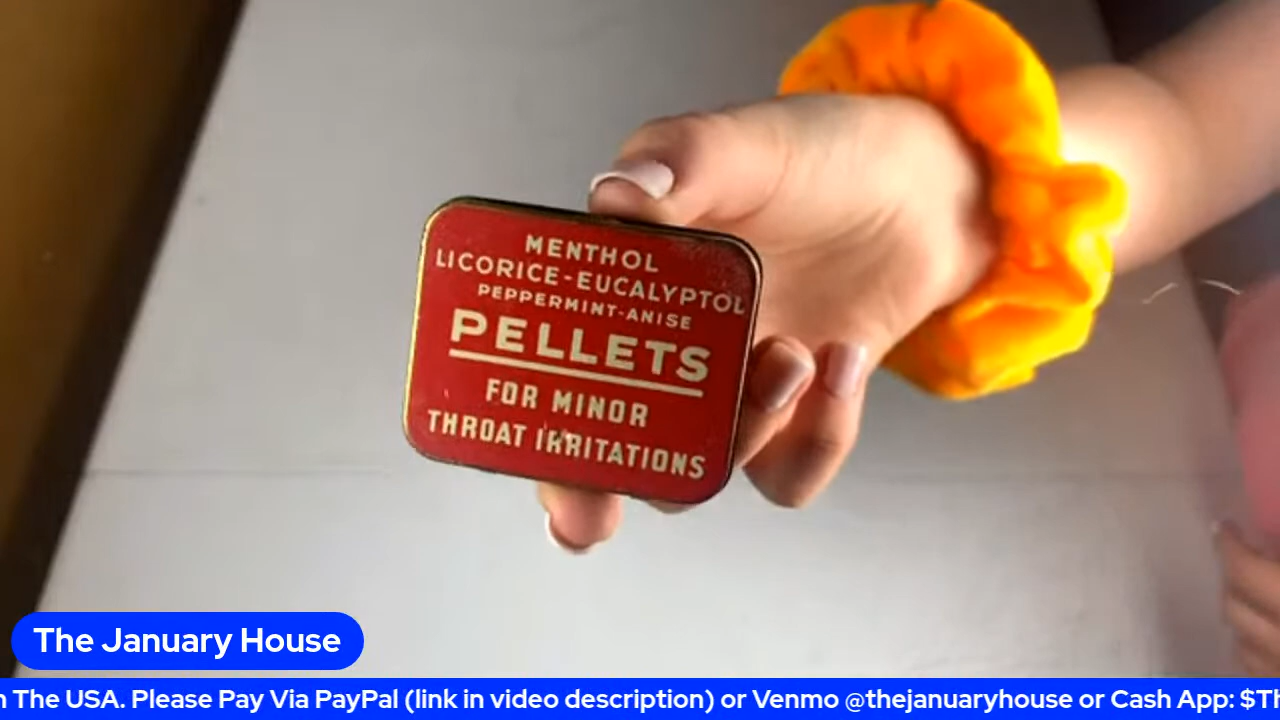 MENTHOL
LICORICE-EUCALYPTOL
PEPPERMINT-ANISE
PELLETS
FOR MINOR
THROAT IRRITATIONS
The January House
The USA. Please Pay Via PayPal (link in video description) or Venmo @thejanuaryhouse or Cash App: